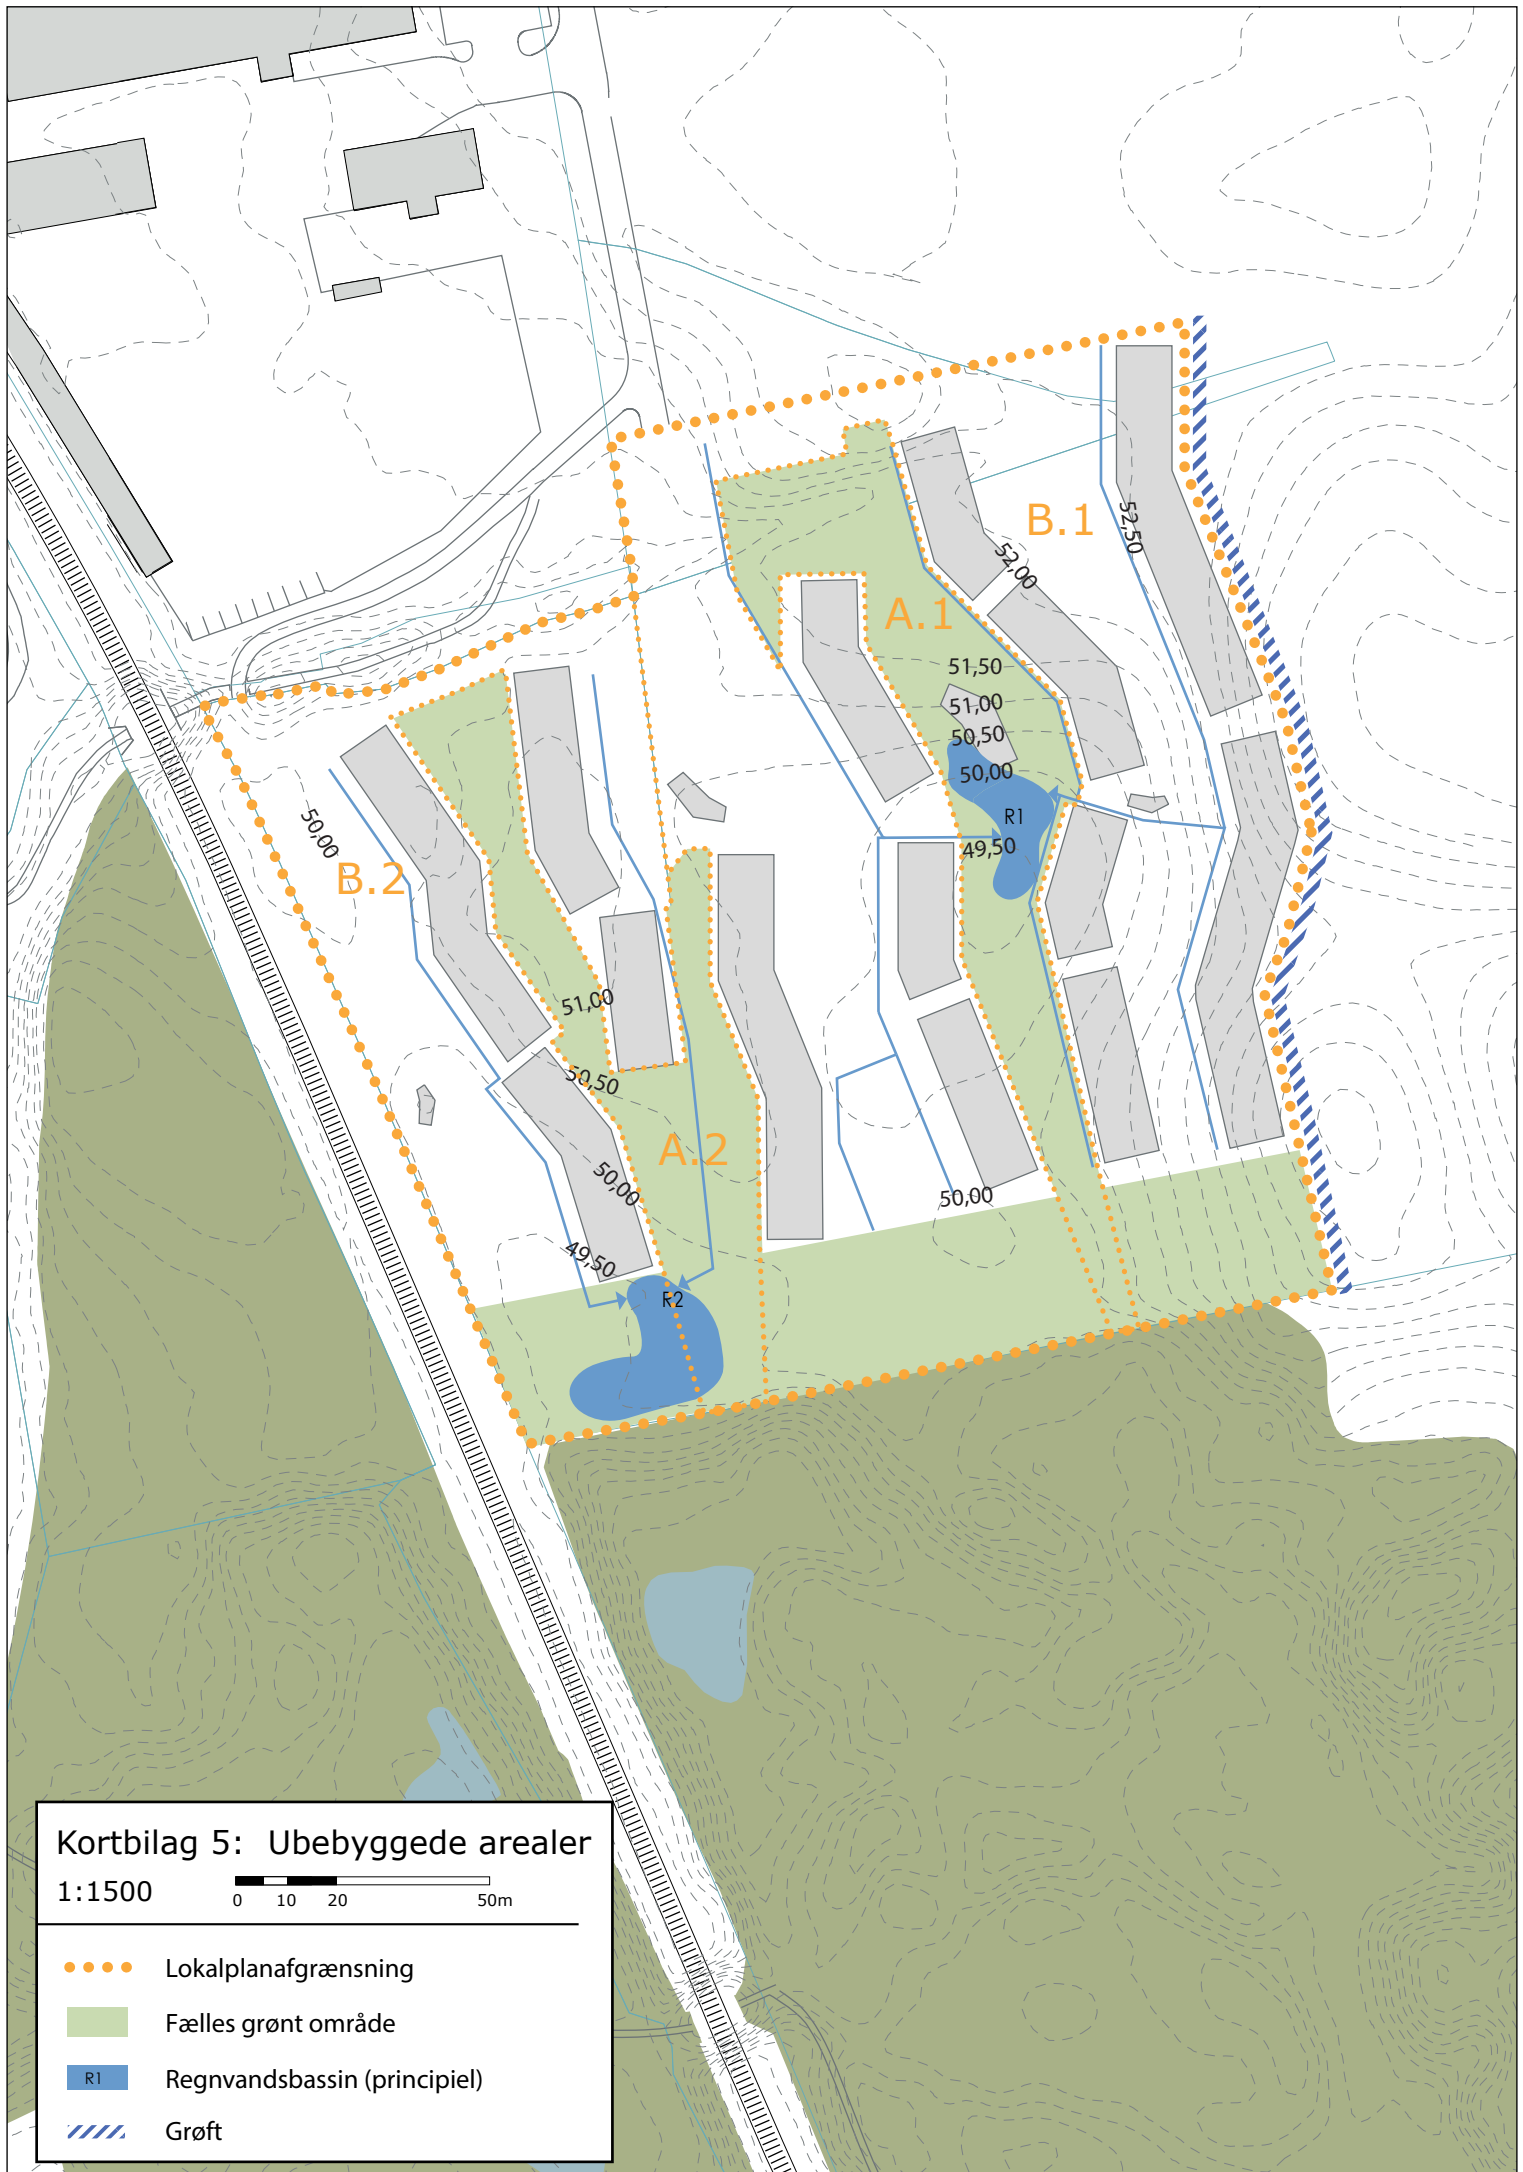 B.1
52,50
52,00
A.1
51,50
51,00
50,50
50,00
R1
49,50
50,00
B.2
51,00
50,50
A.2
50,00
50,00
49,50
R2
Kortbilag 5: Ubebyggede arealer
1:1500
0 10 20 50m
Lokalplanafgrænsning
Fælles grønt område
R1 Regnvandsbassin (principiel)
Grøft